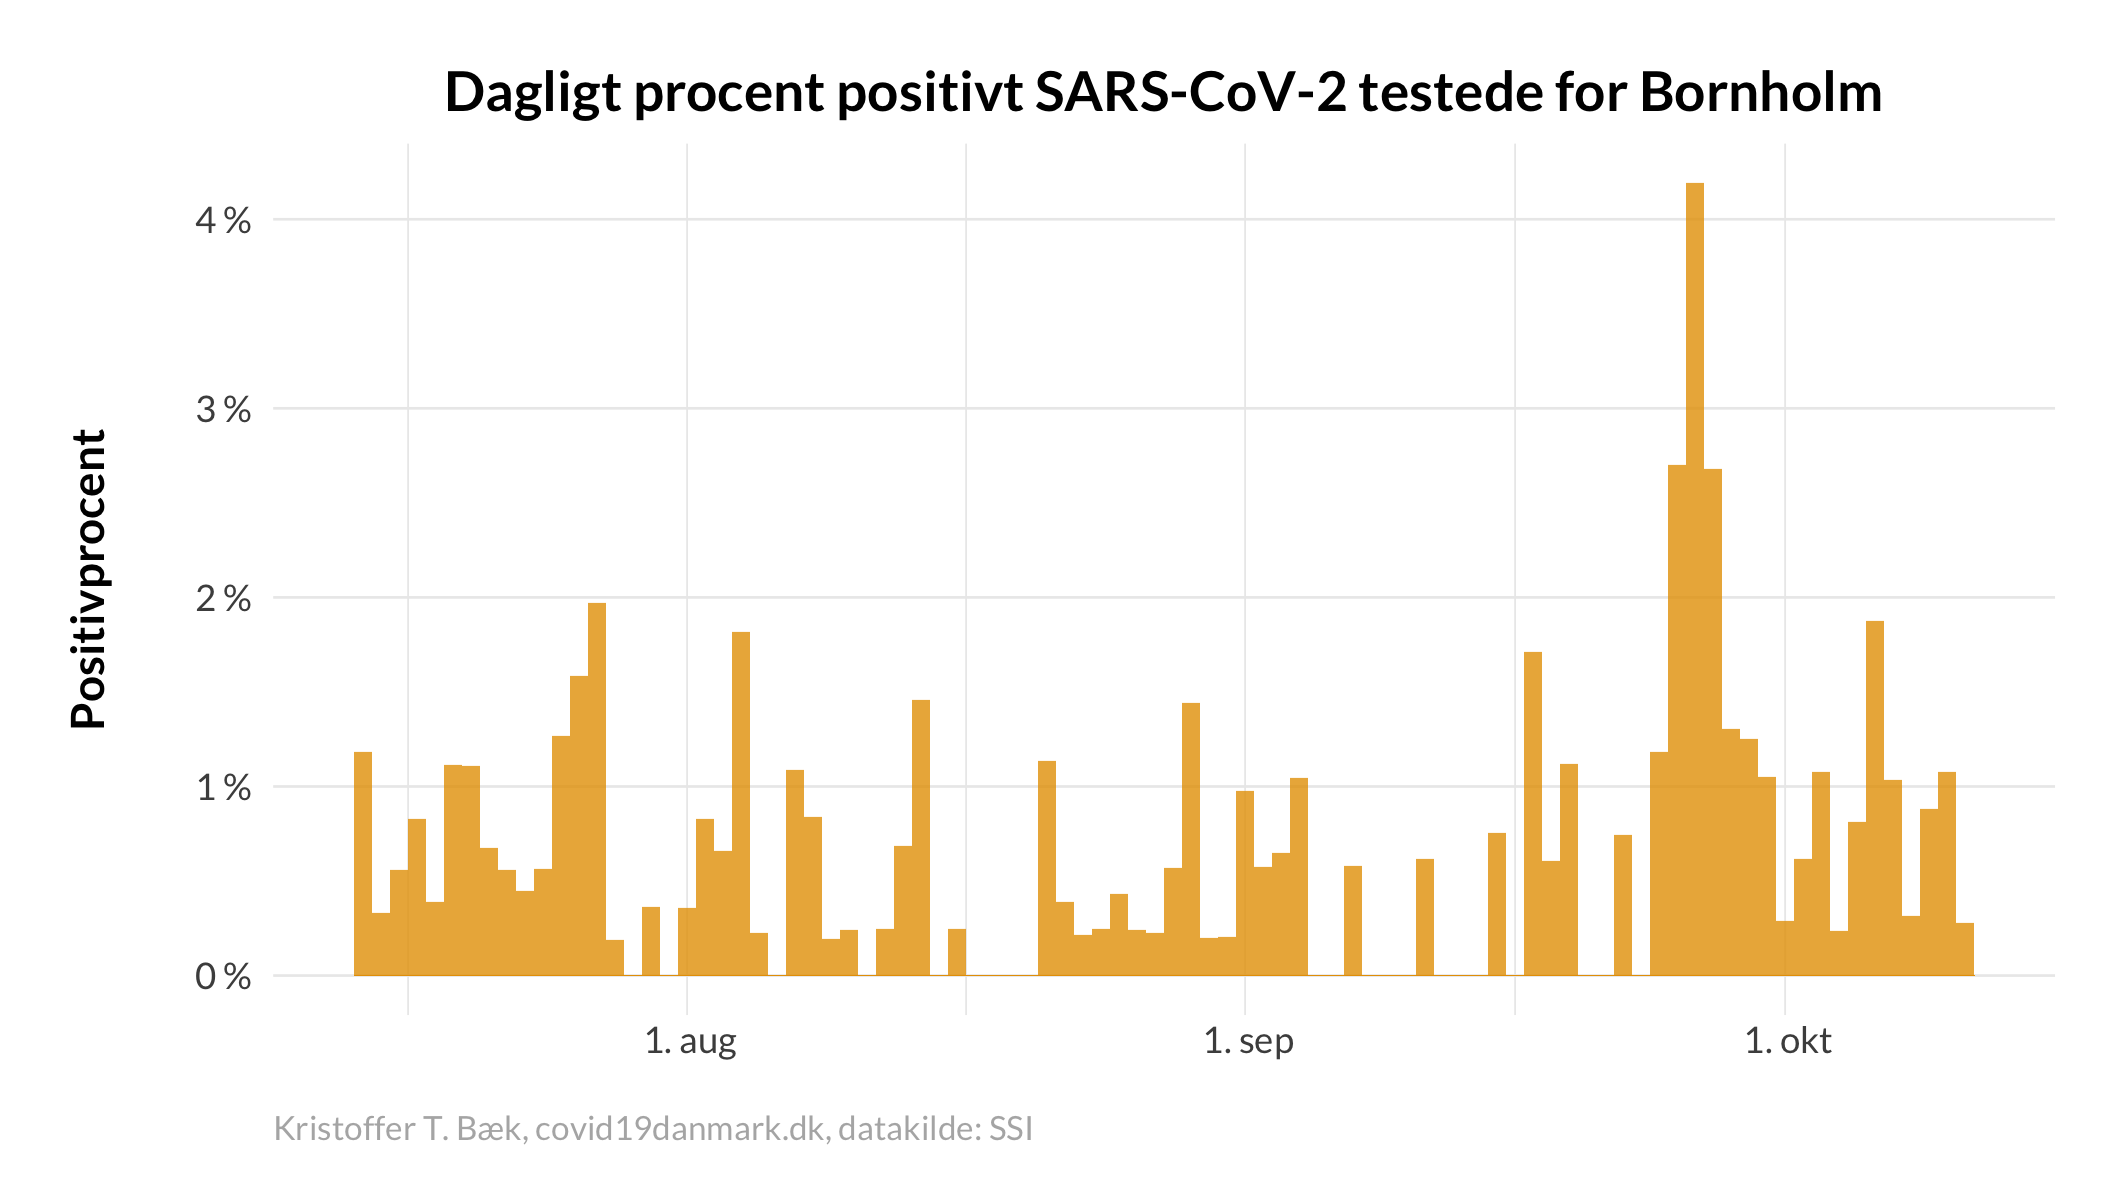 Dagligt procent positivt SARS-CoV-2 testede for Bornholm
Positivprocent
4 %
3 %
2 %
1 %
0 %
1. aug
1. sep
1. okt
Kristoffer T. Bæk, covid19danmark.dk, datakilde: SSI